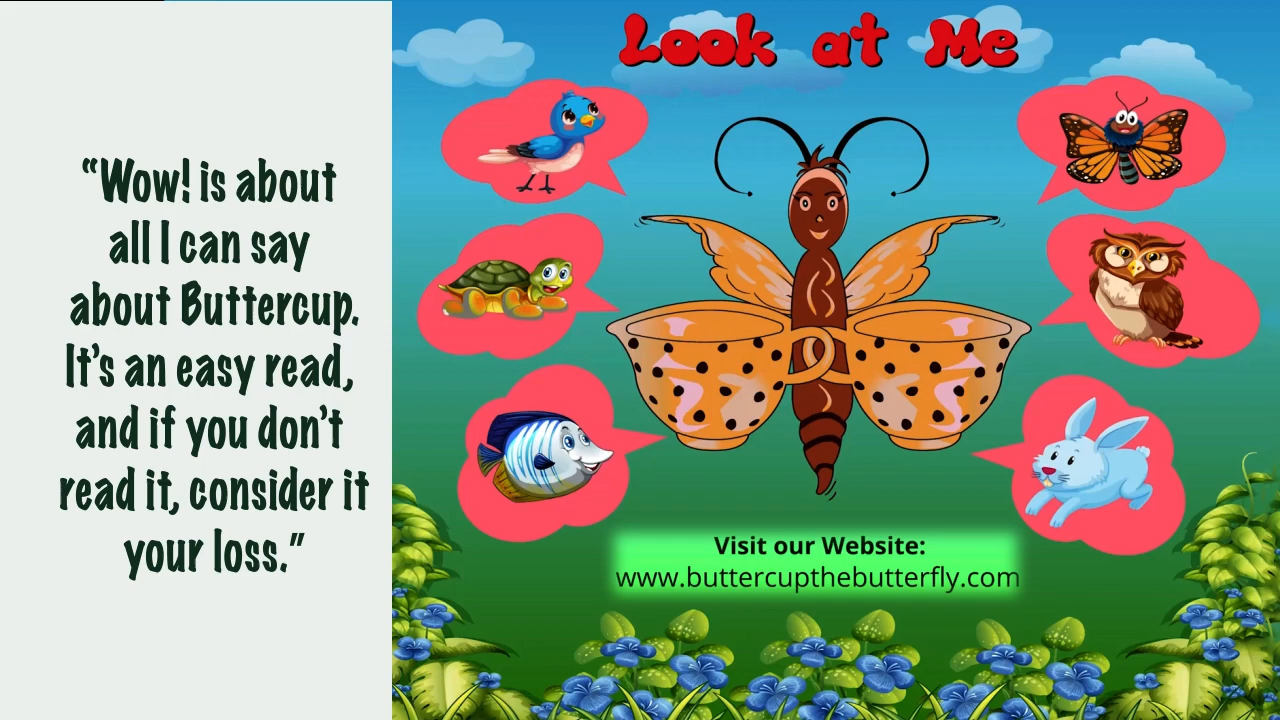 “Wow! is about
all I can say
about Buttercup.
It’s an easy read,
and if you don’t
read it, consider it
your loss.”
Look at Me
Visit our Website:
www.buttercupthebutterfly.com